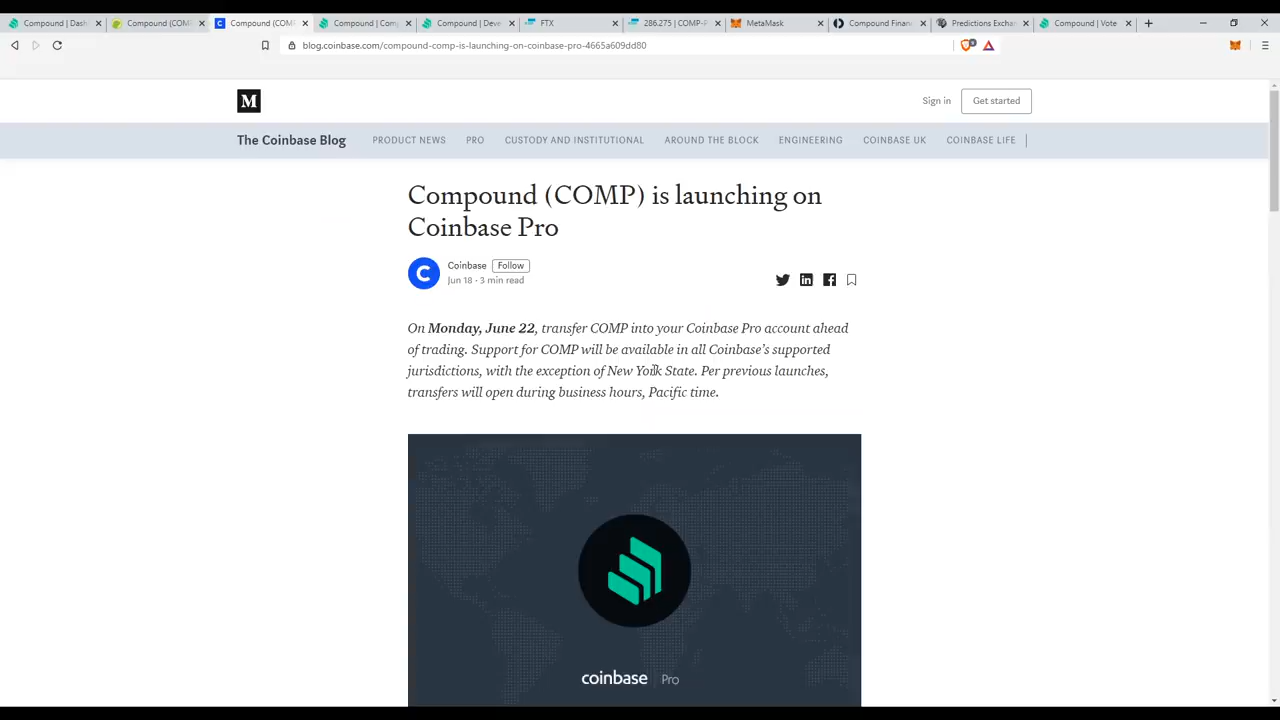 Compound | Dash
Compound (COM
Compound (COMP
Compound | Comp
Compound | Deve
FTX
286.275 | COMP-P
MetaMask
Compound Financ
Predictions Excha
Compound | Vote
blog.coinbase.com/compound-comp-is-launching-on-coinbase-pro-4665a609dd80
M
Sign in
Get started
The Coinbase Blog
PRODUCT NEWS
PRO
CUSTODY AND INSTITUTIONAL
AROUND THE BLOCK
ENGINEERING
COINBASE UK
COINBASE LIFE
Compound (COMP) is launching on
Coinbase Pro
Coinbase
Follow
Jun 18 · 3 min read
On Monday, June 22, transfer COMP into your Coinbase Pro account ahead
of trading. Support for COMP will be available in all Coinbase’s supported
jurisdictions, with the exception of New York State. Per previous launches,
transfers will open during business hours, Pacific time.
coinbase | Pro